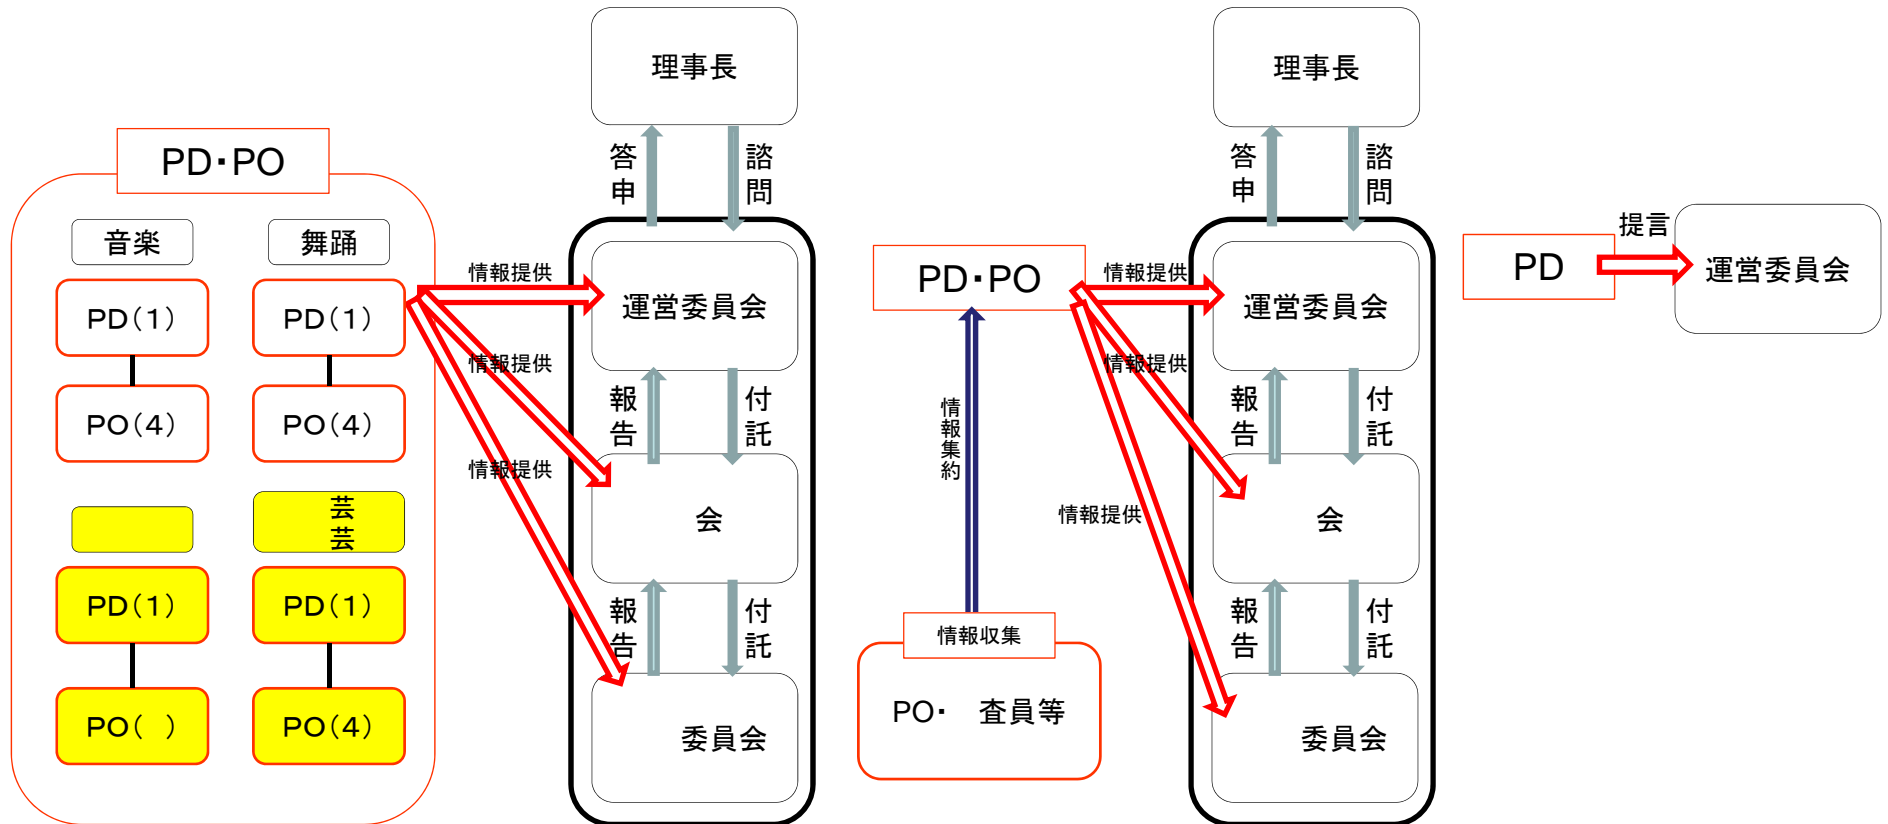 理事長
答申
諮問
PD・PO
音楽
舞踊
PD(1)
PD(1)
PO(4)
PO(4)
芸
芸
PD(1)
PD(1)
PO( )
PO(4)
情報提供
情報提供
情報提供
運営委員会
報告
付託
会
報告
付託
委員会
PD・PO
情報集約
情報収集
PO・ 査員等
理事長
答申
諮問
情報提供
情報提供
情報提供
運営委員会
報告
付託
会
報告
付託
委員会
PD
提言
運営委員会